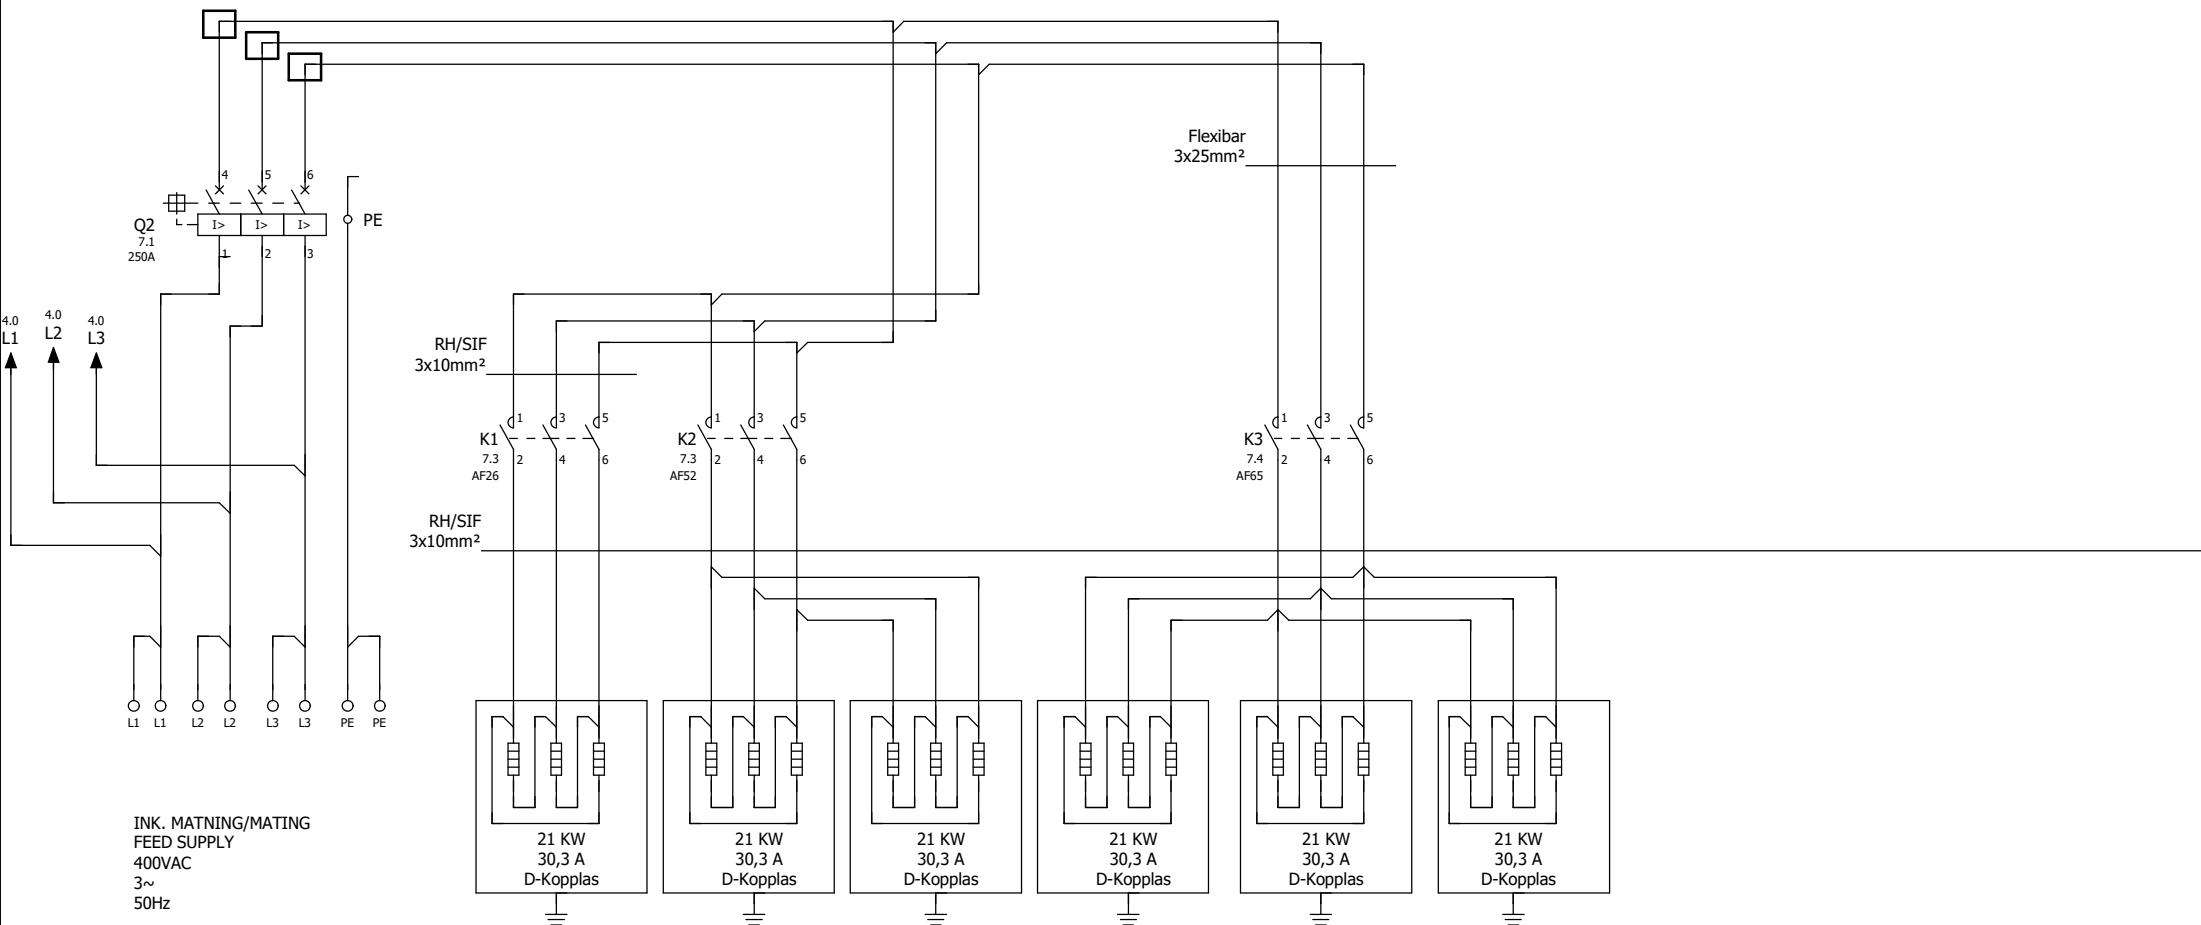 Flexibar
3x25mm²
4 5 6
Q2
7.1
250A
I> I> I>
PE
1 2 3
4.0 4.0 4.0
L1 L2 L3
RH/SIF
3x10mm²
1 3 5
K1
7.3
AF26
2 4 6
1 3 5
K2
7.3
AF52
2 4 6
1 3 5
K3
7.4
AF65
2 4 6
RH/SIF
3x10mm²
L1 L1 L2 L2 L3 L3 PE PE
INK. MATNING/MATING
FEED SUPPLY
400VAC
3~
50Hz
21 KW
30,3 A
D-Kopplas
21 KW
30,3 A
D-Kopplas
21 KW
30,3 A
D-Kopplas
21 KW
30,3 A
D-Kopplas
21 KW
30,3 A
D-Kopplas
21 KW
30,3 A
D-Kopplas